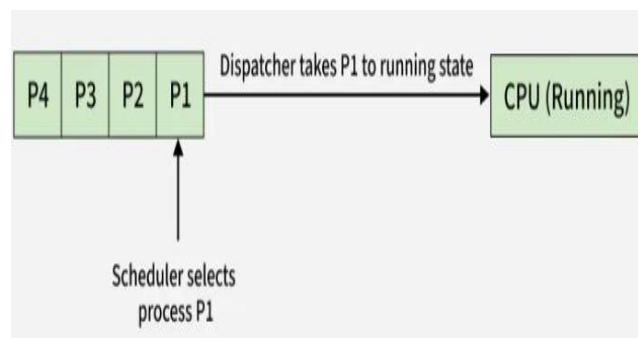 Dispatcher takes P1 to running state
P4 P3 P2 P1
CPU (Running)
Scheduler selects
process P1